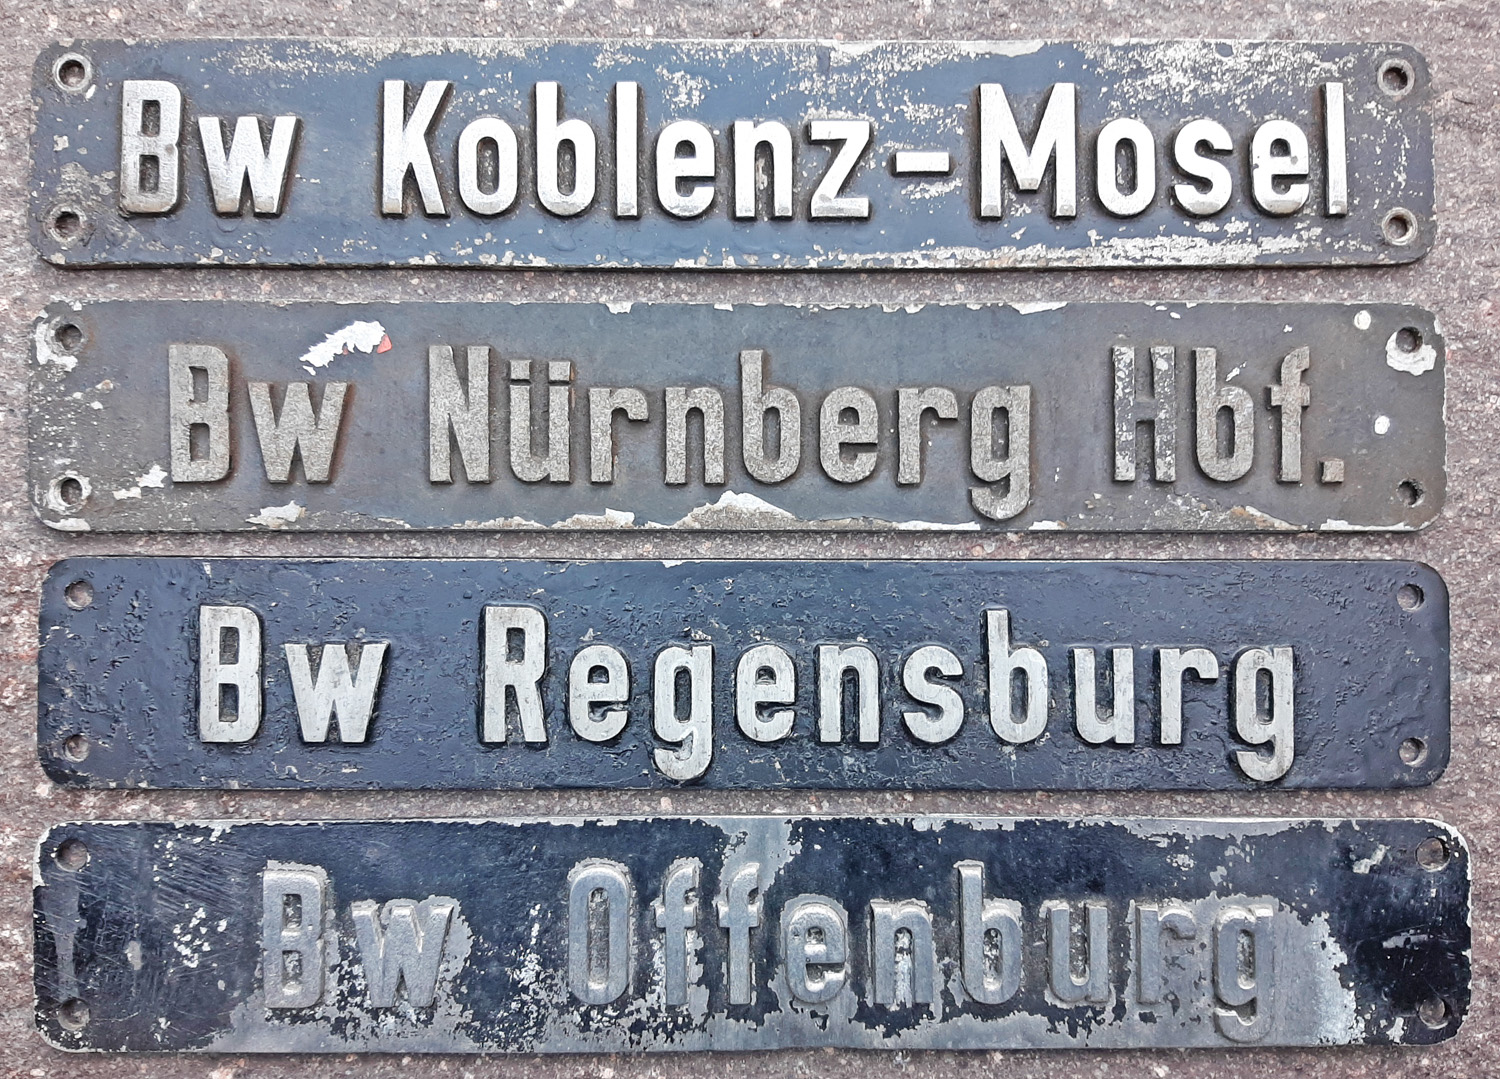 Bw Koblenz-Mosel
Bw Nürnberg Hbf.
Bw Regensburg
Bw Offenburg